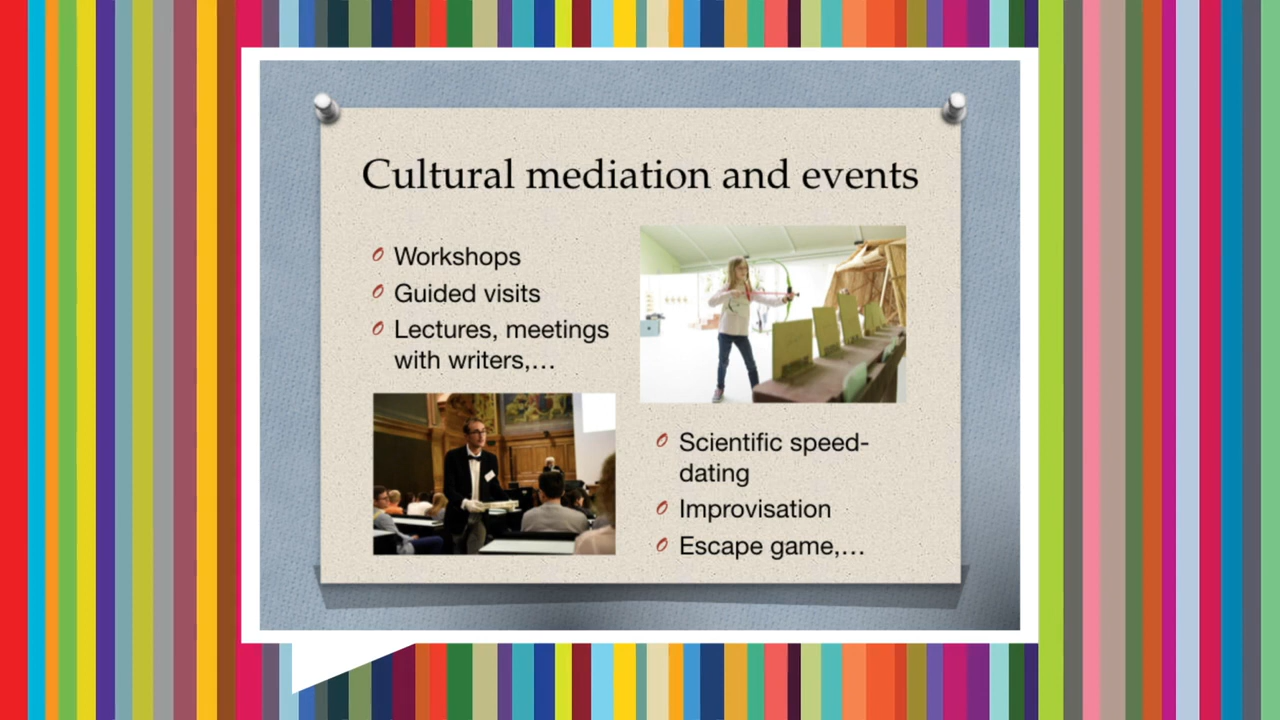 Cultural mediation and events
Workshops
Guided visits
Lectures, meetings
with writers,…
Scientific speed-
dating
Improvisation
Escape game,…